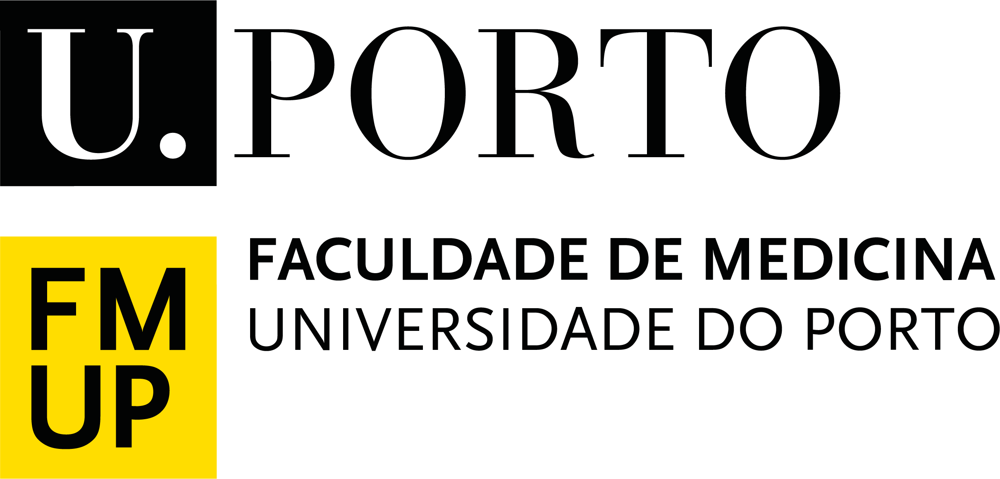 U. PORTO
FM
UP
FACULDADE DE MEDICINA
UNIVERSIDADE DO PORTO